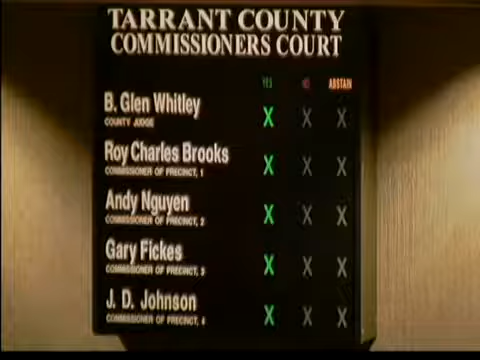 TARRANT COUNTY
COMMISSIONERS COURT
YES NO ABSTAIN
B. Glen Whitley X X X
COUNTY JUDGE
Roy Charles Brooks X X X
COMMISSIONER OF PRECINCT, 1
Andy Nguyen X X X
COMMISSIONER OF PRECINCT, 2
Gary Fickes X X X
COMMISSIONER OF PRECINCT, 3
J. D. Johnson X X X
COMMISSIONER OF PRECINCT, 4